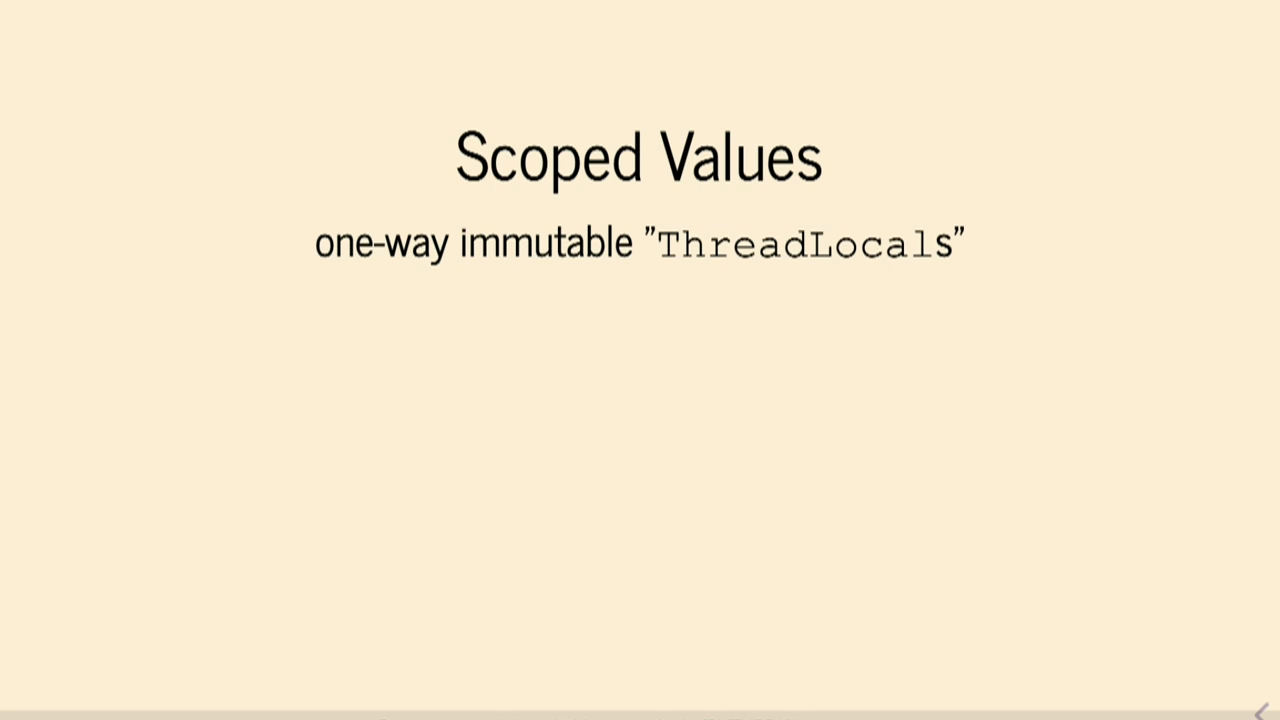 Scoped Values
one-way immutable ”ThreadLocals”